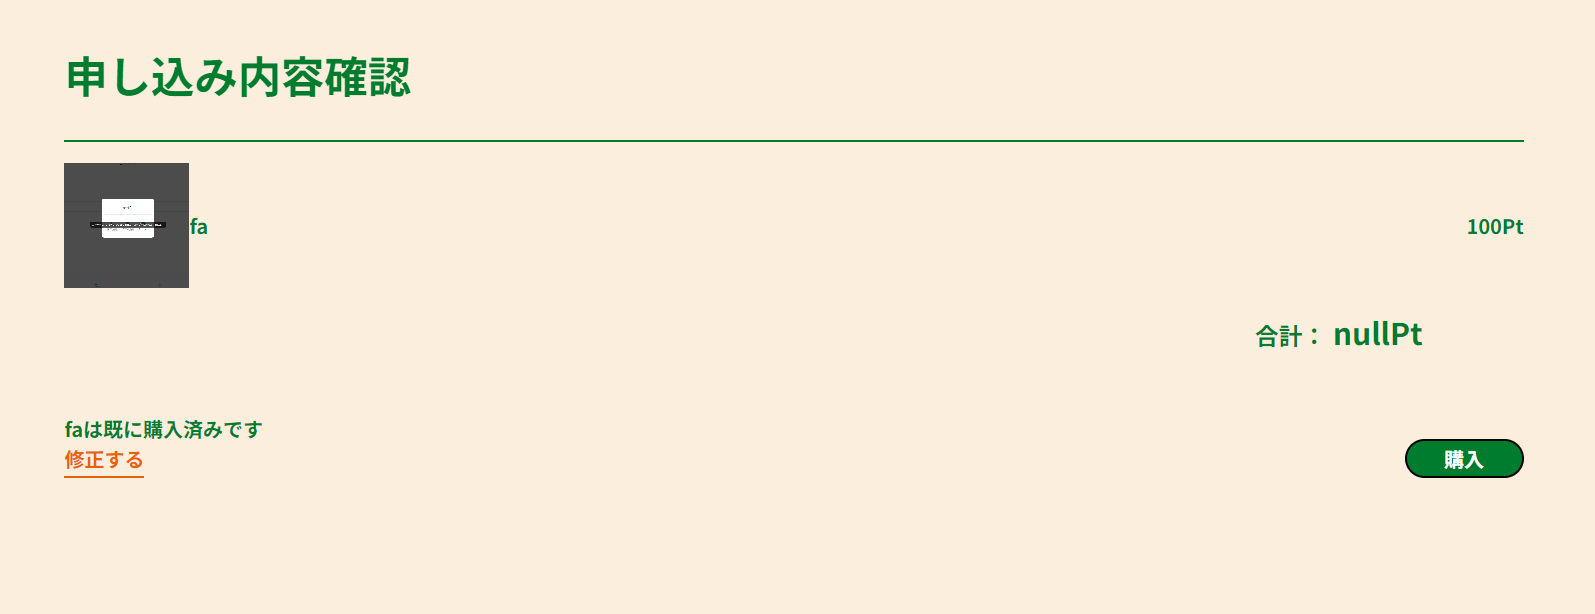 申し込み内容確認
fa 100Pt
合計： nullPt
faは既に購入済みです
修正する
購入